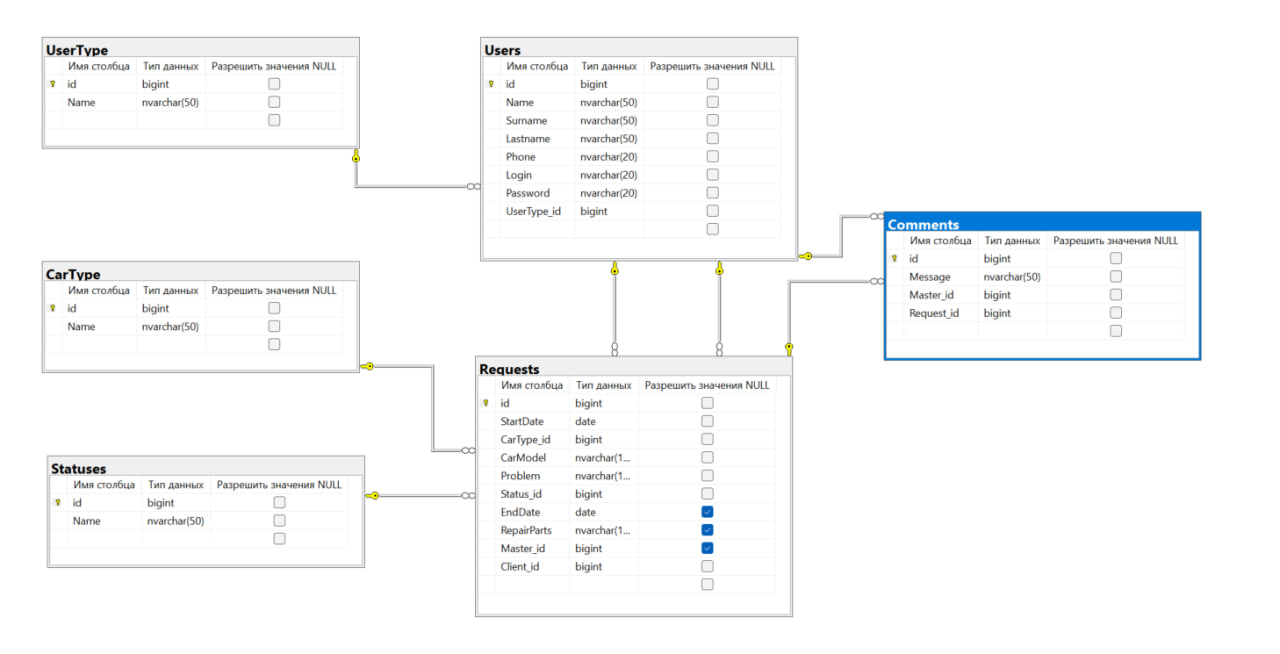 UserType
Имя столбца Тип данных Разрешить значения NULL
id bigint
Name nvarchar(50)
Users
Имя столбца Тип данных Разрешить значения NULL
id bigint
Name nvarchar(50)
Surname nvarchar(50)
Lastname nvarchar(50)
Phone nvarchar(20)
Login nvarchar(20)
Password nvarchar(20)
UserType_id bigint
Comments
Имя столбца Тип данных Разрешить значения NULL
id bigint
Message nvarchar(50)
Master_id bigint
Request_id bigint
CarType
Имя столбца Тип данных Разрешить значения NULL
id bigint
Name nvarchar(50)
Requests
Имя столбца Тип данных Разрешить значения NULL
id bigint
StartDate date
CarType_id bigint
CarModel nvarchar(1...
Problem nvarchar(1...
Status_id bigint
EndDate date
RepairParts nvarchar(1...
Master_id bigint
Client_id bigint
Statuses
Имя столбца Тип данных Разрешить значения NULL
id bigint
Name nvarchar(50)